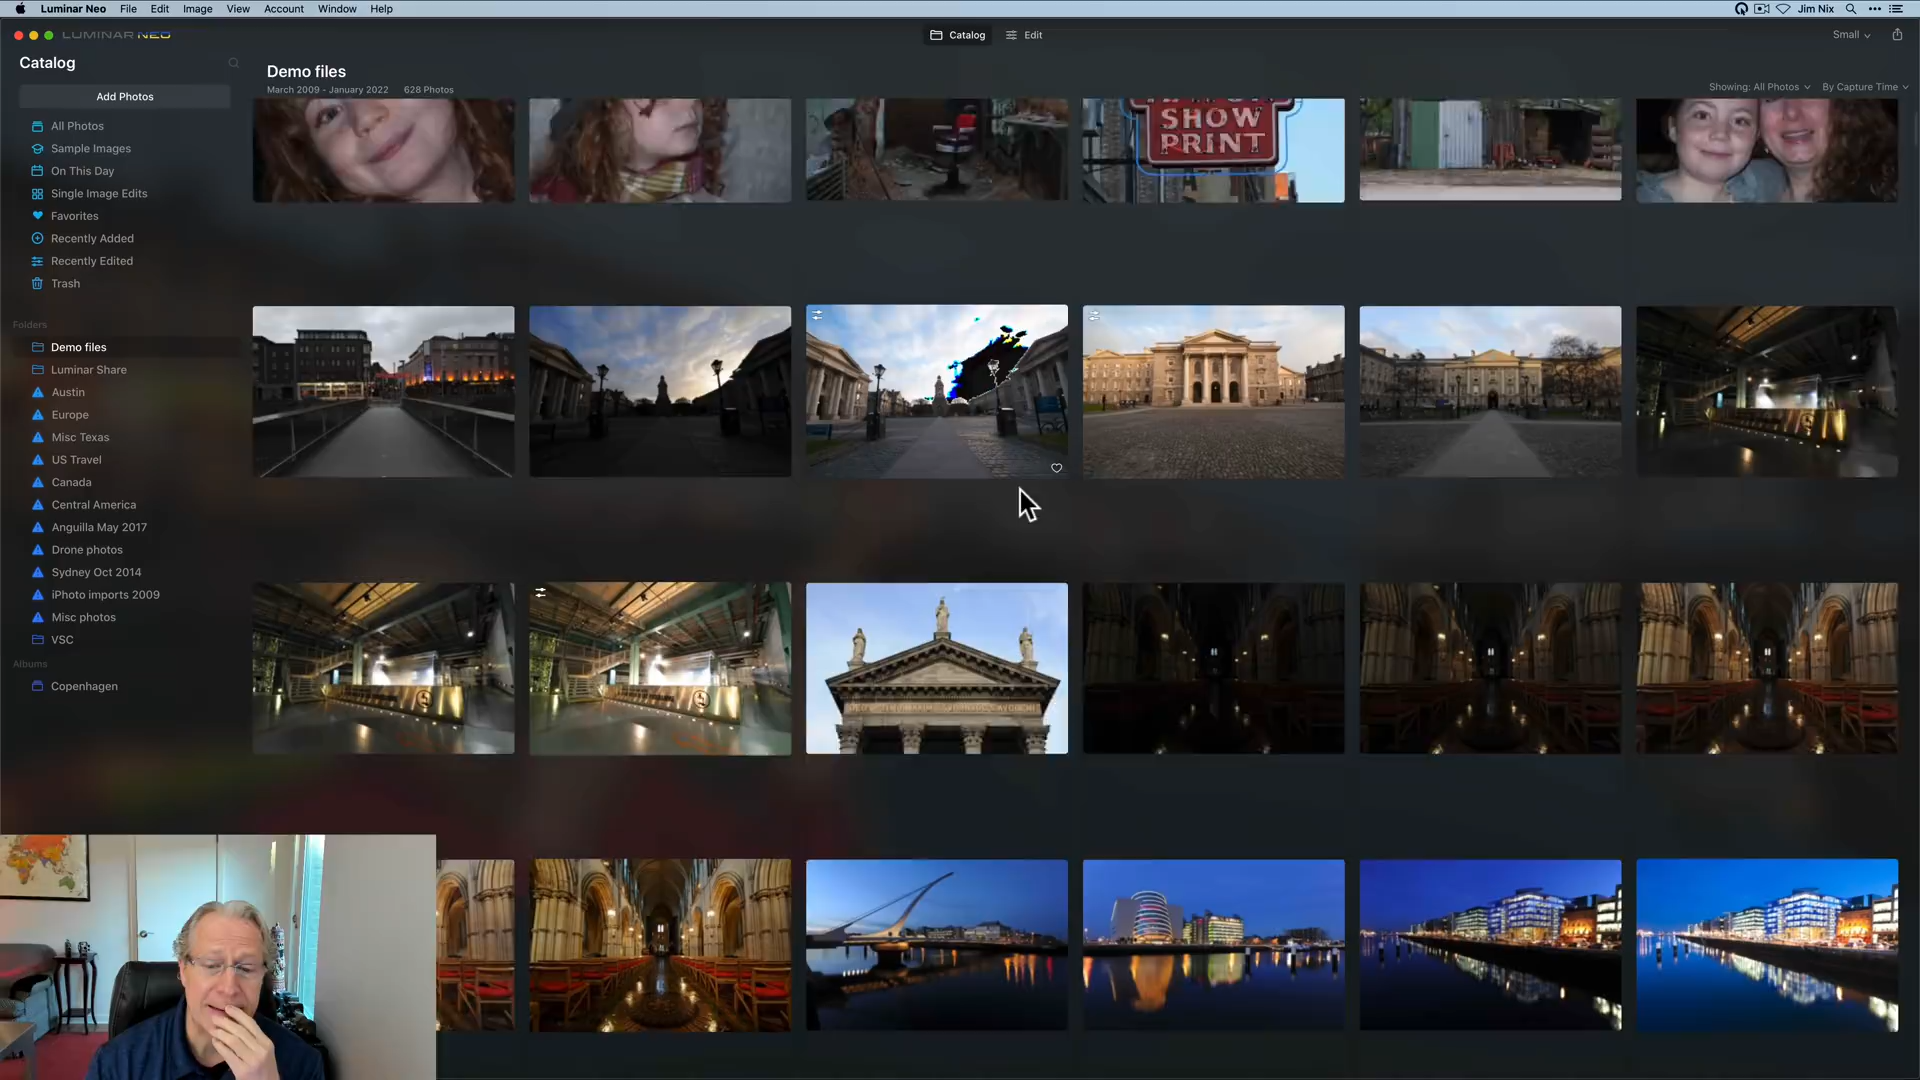 Luminar Neo File Edit Image View Account Window Help Jim Nix
LUMINAR NEO Catalog Edit Small
Catalog
Add Photos
All Photos
Sample Images
On This Day
Single Image Edits
Favorites
Recently Added
Recently Edited
Trash
Folders
Demo files
Luminar Share
Austin
Europe
Misc Texas
US Travel
Canada
Central America
Anguilla May 2017
Drone photos
Sydney Oct 2014
iPhoto imports 2009
Misc photos
VSC
Albums
Copenhagen
Demo files
March 2009 - January 2022 628 Photos
Showing: All Photos By Capture Time
SHOW
PRINT